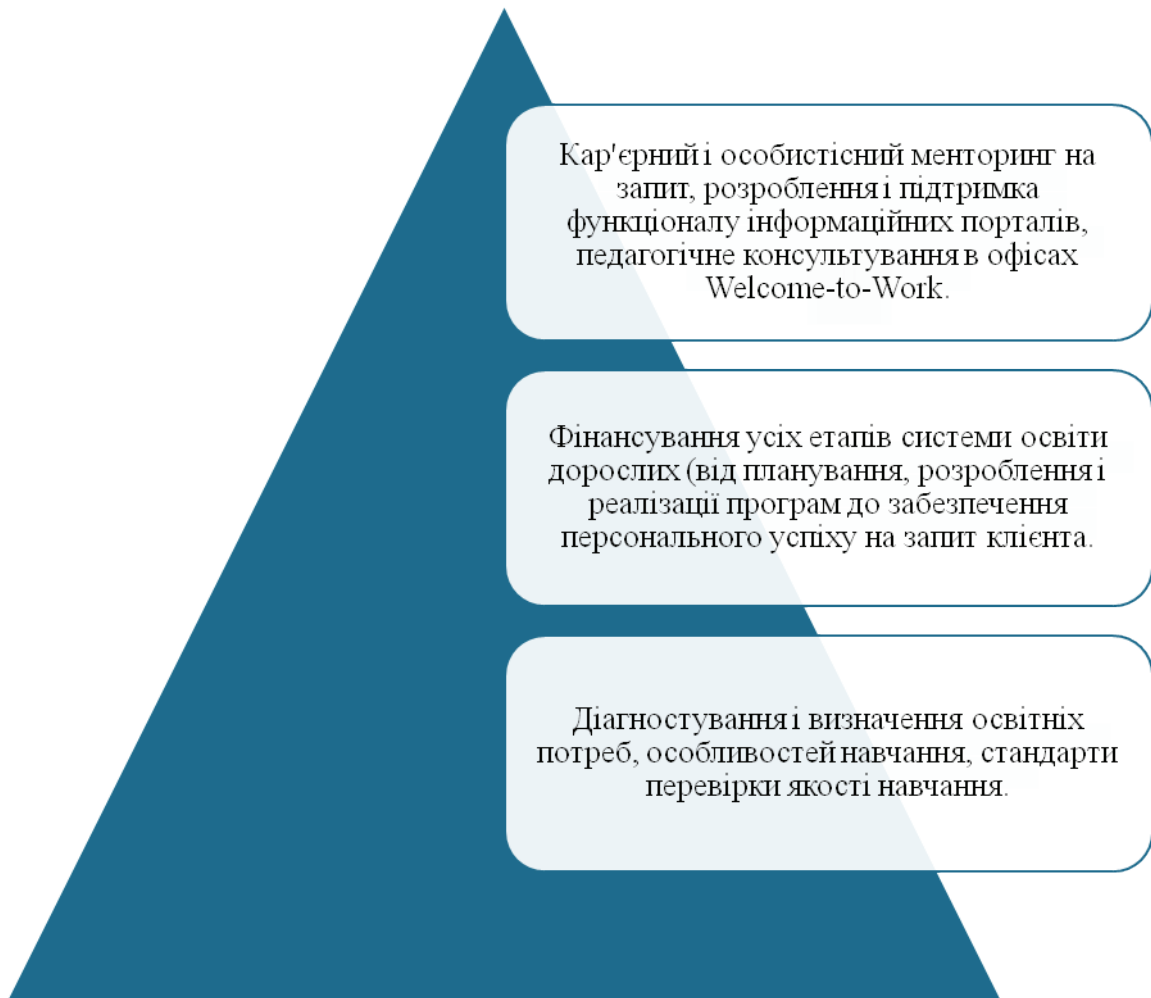 Кар'єрний і особистісний менторинг на
запит, розроблення і підтримка
функціоналу інформаційних порталів,
педагогічне консультування в офісах
Welcome-to-Work.
Фінансування усіх етапів системи освіти
дорослих (від планування, розроблення і
реалізації програм до забезпечення
персонального успіху на запит клієнта.
Діагностування і визначення освітніх
потреб, особливостей навчання, стандарти
перевірки якості навчання.